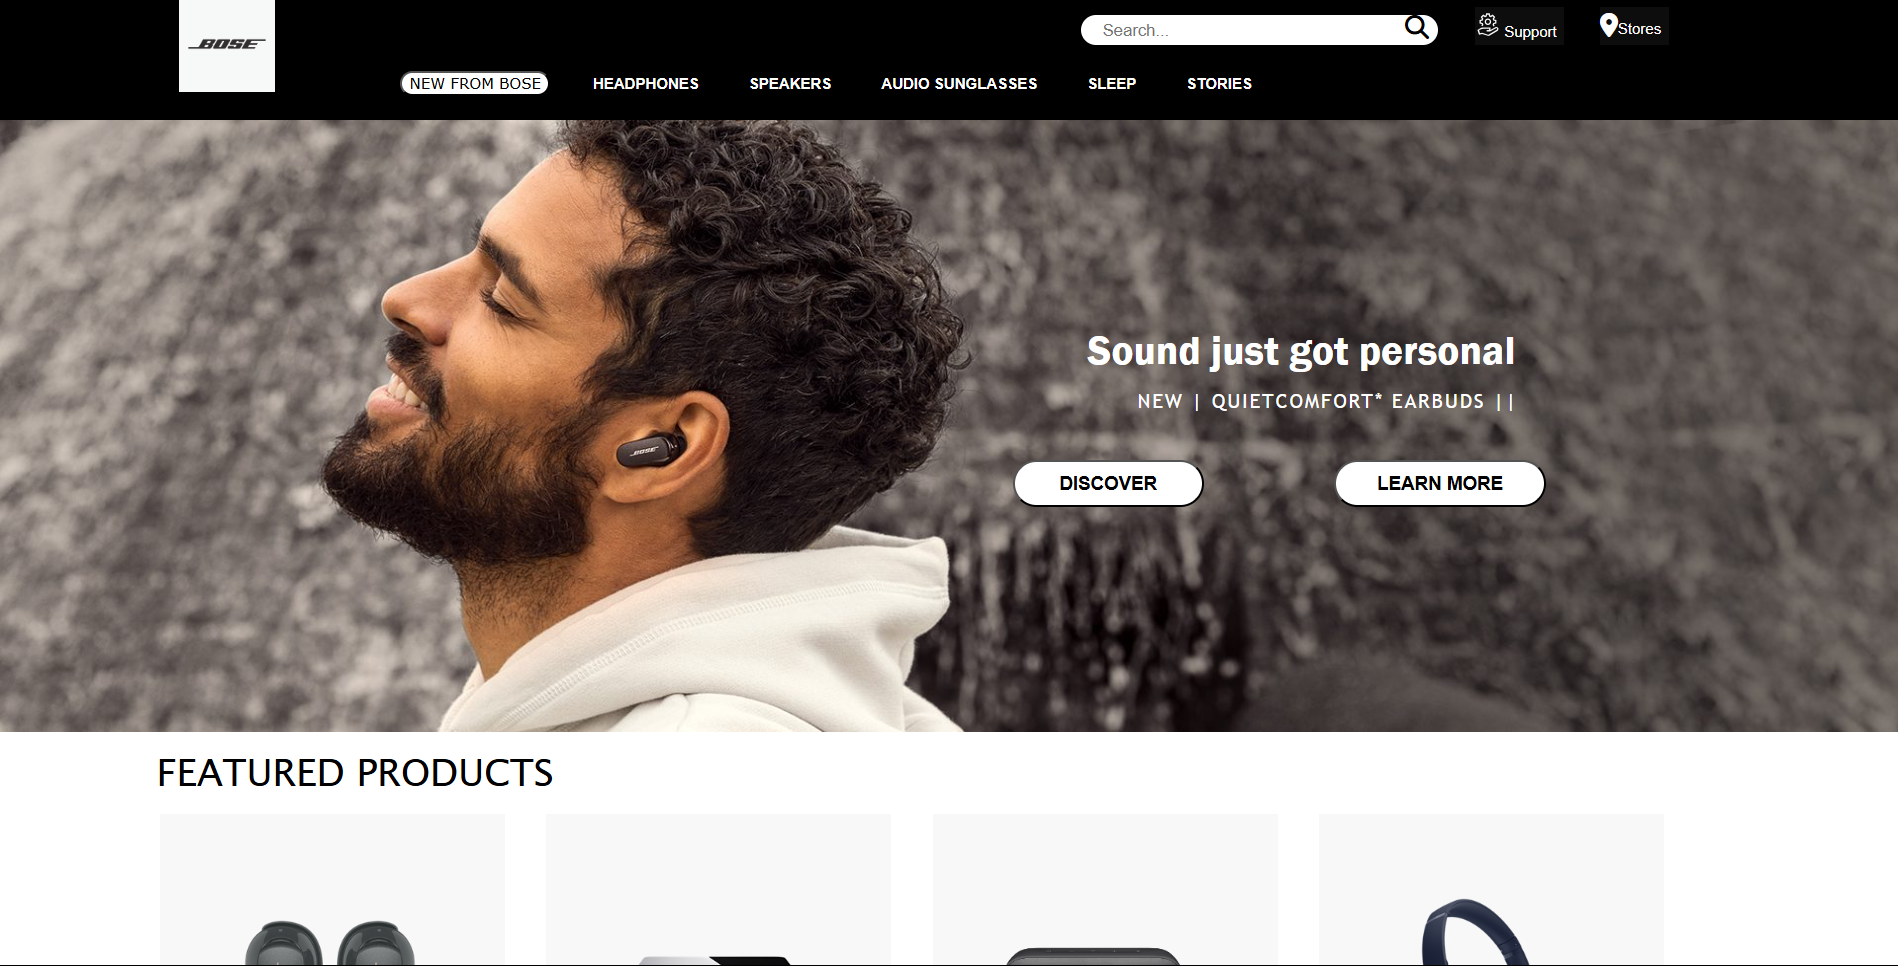 BOSE
Search...
Support
Stores
NEW FROM BOSE
HEADPHONES
SPEAKERS
AUDIO SUNGLASSES
SLEEP
STORIES
Sound just got personal
NEW | QUIETCOMFORT* EARBUDS ||
BOSE
DISCOVER
LEARN MORE
FEATURED PRODUCTS